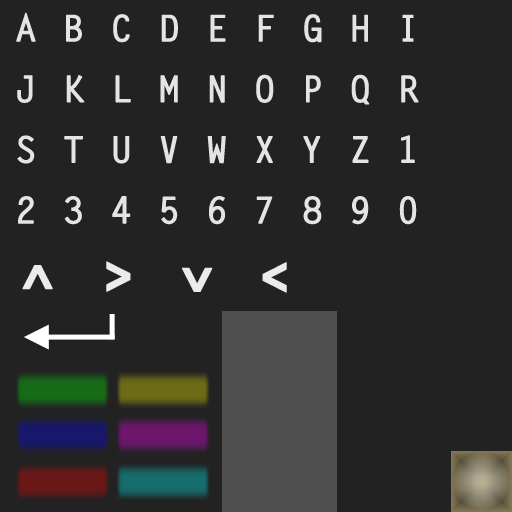 A B C D E F G H I
J K L M N O P Q R
S T U V W X Y Z 1
2 3 4 5 6 7 8 9 0
^ > v <